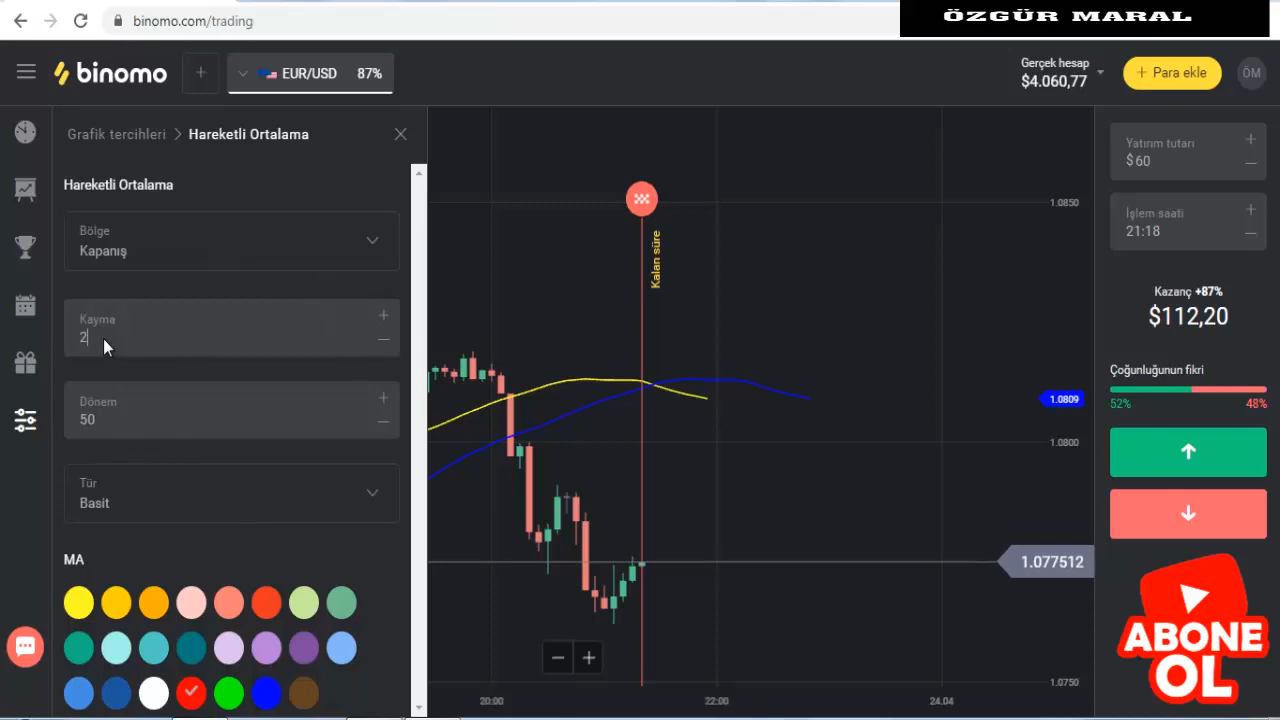 binomo.com/trading
ÖZGÜR MARAL
binomo
+
EUR/USD 87%
Gerçek hesap
$4.060,77
+ Para ekle
ÖM
Grafik tercihleri > Hareketli Ortalama
Hareketli Ortalama
Bölge
Kapanış
Kayma
2
Dönem
50
Tür
Basit
MA
Kalan süre
1.0850
1.0809
1.0800
1.077512
1.0750
20:00
22:00
24.04
Yatırım tutarı
$60
İşlem saati
21:18
Kazanç +87%
$112,20
Çoğunluğun fikri
52% 48%
ABONE
OL